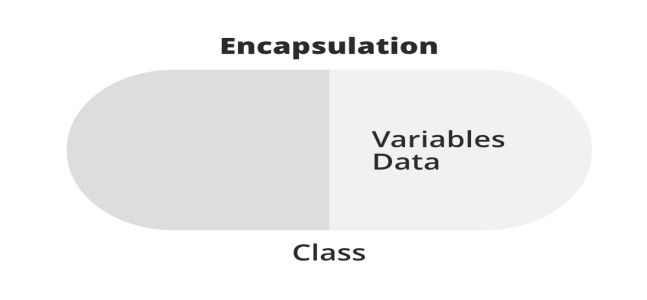 Encapsulation
Variables
Data
Class